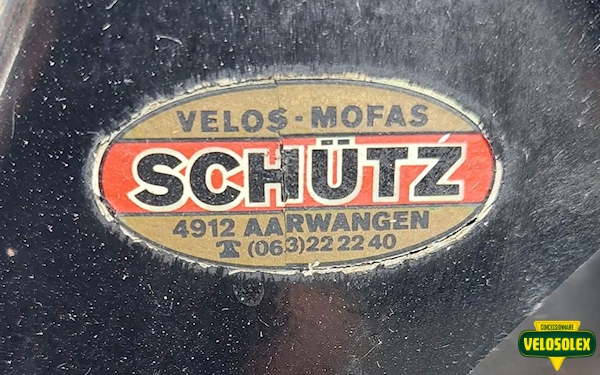 VELOS - MOFAS
SCHÜTZ
4912 AARWANGEN
☎ (063) 22 22 40
CONCESSIONNAIRE
VELOSOLEX